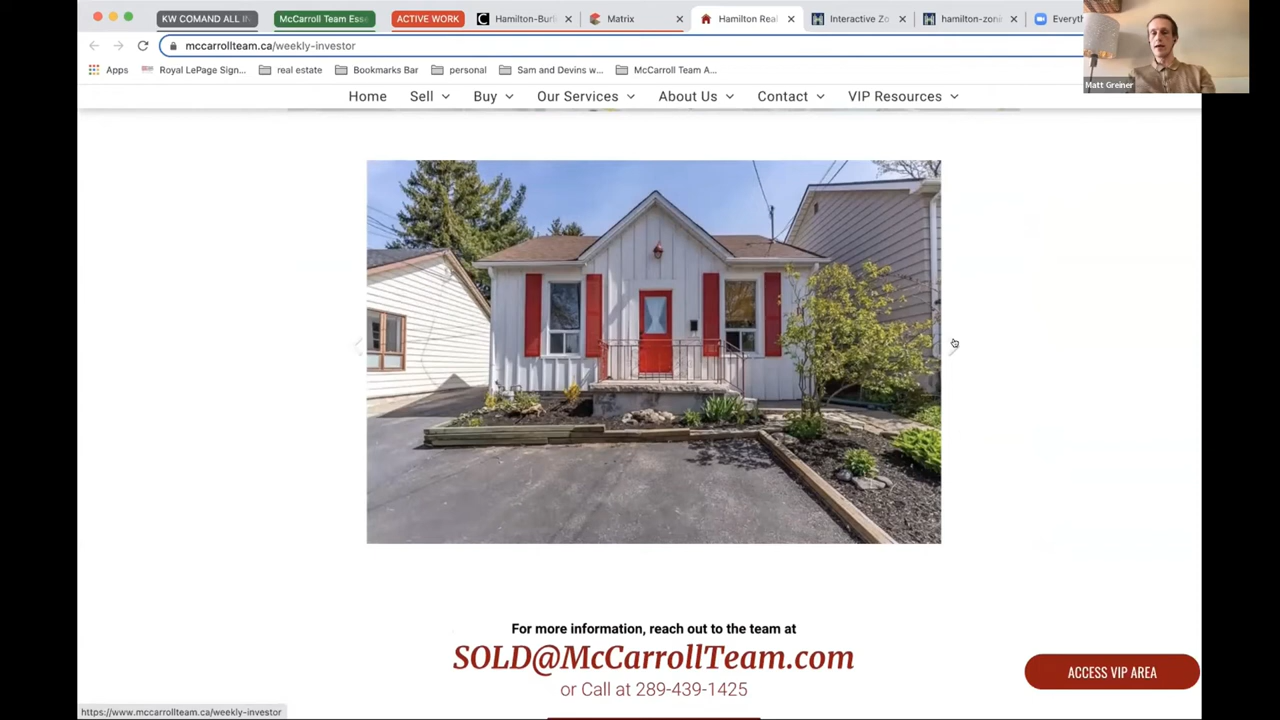 KW COMAND ALL IN
McCarroll Team Esse
ACTIVE WORK
Hamilton-Burl
Matrix
Hamilton Real
Interactive Zo
hamilton-zoni
Everyth
mccarrollteam.ca/weekly-investor
Apps
Royal LePage Sign...
real estate
Bookmarks Bar
personal
Sam and Devins w...
McCarroll Team A...
Matt Greiner
Home
Sell
Buy
Our Services
About Us
Contact
VIP Resources
For more information, reach out to the team at
SOLD@McCarrollTeam.com
or Call at 289-439-1425
ACCESS VIP AREA
https://www.mccarrollteam.ca/weekly-investor